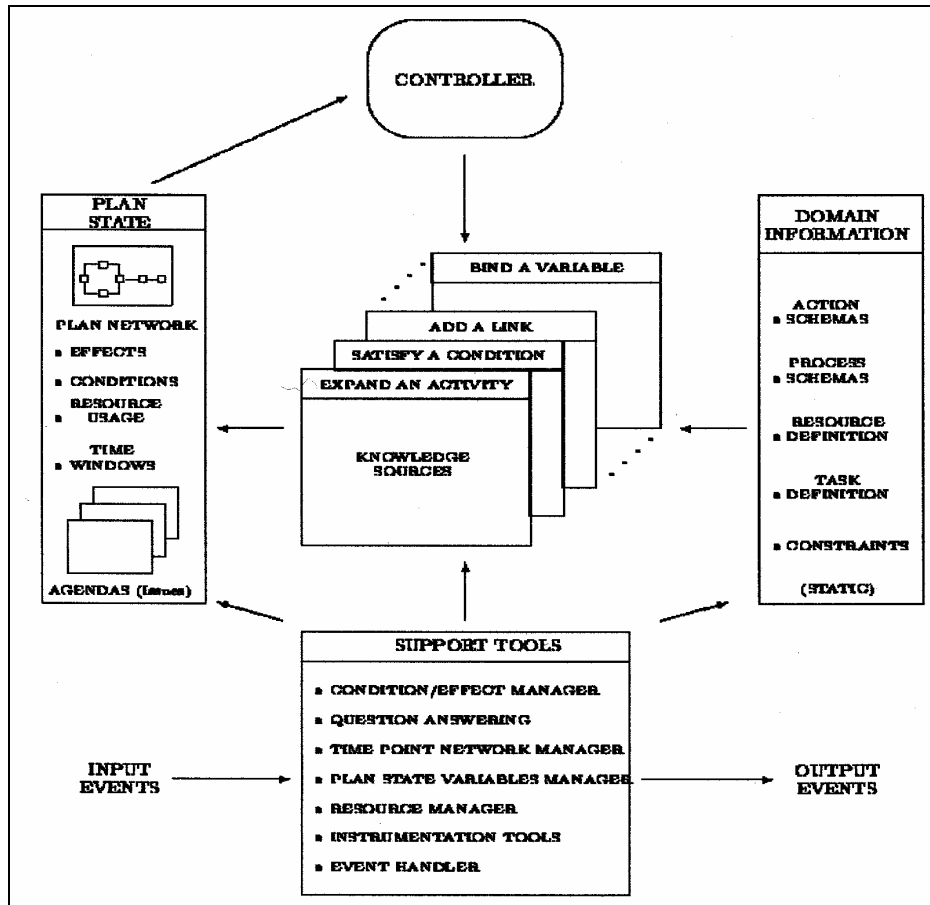 CONTROLLER
PLAN
STATE
PLAN NETWORK
EFFECTS
CONDITIONS
RESOURCE
USAGE
TIME
WINDOWS
AGENDAS (Issues)
BIND A VARIABLE
ADD A LINK
SATISFY A CONDITION
EXPAND AN ACTIVITY
KNOWLEDGE
SOURCES
DOMAIN
INFORMATION
ACTION
SCHEMAS
PROCESS
SCHEMAS
RESOURCE
DEFINITION
TASK
DEFINITION
CONSTRAINTS
(STATIC)
SUPPORT TOOLS
CONDITION/EFFECT MANAGER
QUESTION ANSWERING
TIME POINT NETWORK MANAGER
PLAN STATE VARIABLES MANAGER
RESOURCE MANAGER
INSTRUMENTATION TOOLS
EVENT HANDLER
INPUT
EVENTS
OUTPUT
EVENTS